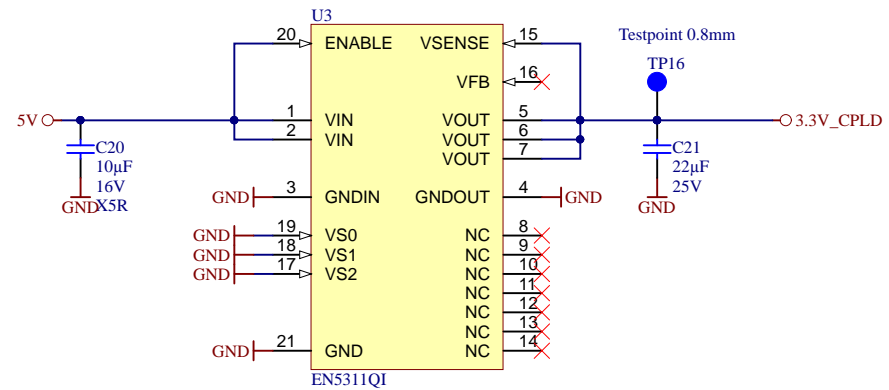 U3
20
ENABLE
VSENSE
15
Testpoint 0.8mm
VFB
16
TP16
5V
1
VIN
VOUT
5
3.3V_CPLD
2
VIN
VOUT
6
VOUT
7
C20
10µF
16V
X5R
GND
C21
22µF
25V
GND
GND
3
GNDIN
GNDOUT
4
GND
GND
19
VS0
NC
8
GND
18
VS1
NC
9
GND
17
VS2
NC
10
NC
11
NC
12
NC
13
GND
21
GND
NC
14
EN5311QI